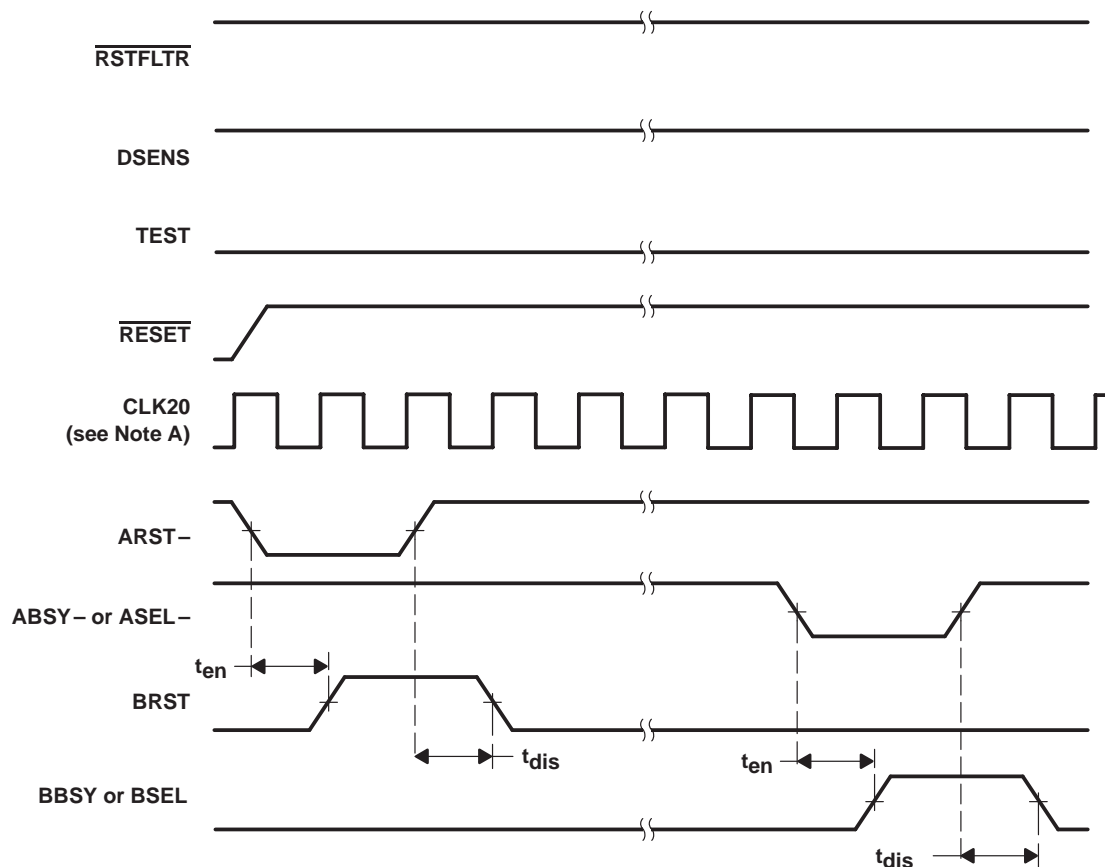 RSTFLTR
DSENS
TEST
RESET
CLK20
(see Note A)
ARST–
ABSY– or ASEL–
ten
BRST
tdis
ten
BBSY or BSEL
tdis